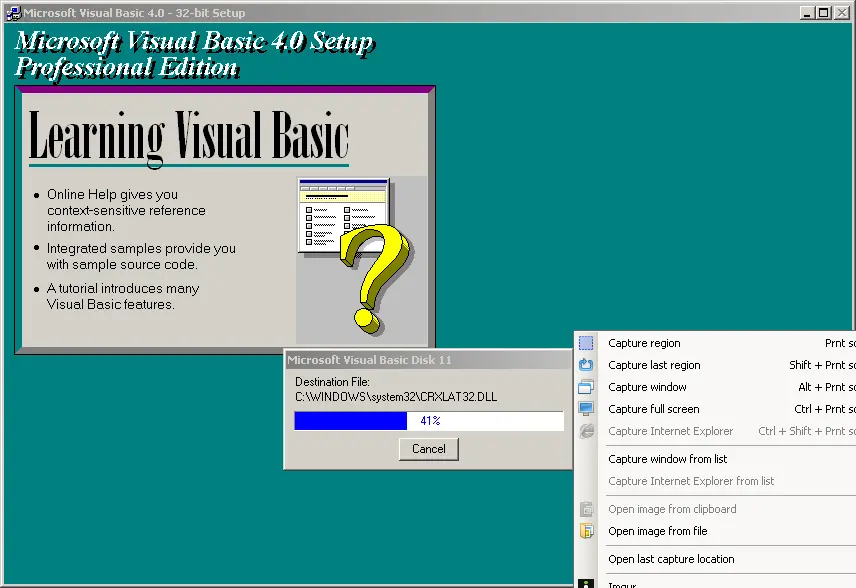 Microsoft Visual Basic 4.0 - 32-bit Setup
Microsoft Visual Basic 4.0 Setup
Professional Edition
Learning Visual Basic
Online Help gives you
context-sensitive reference
information.
Integrated samples provide you
with sample source code.
A tutorial introduces many
Visual Basic features.
Microsoft Visual Basic Disk 11
Destination File:
C:\WINDOWS\system32\CRXLAT32.DLL
41%
Cancel
Capture region Prnt sc
Capture last region Shift + Prnt sc
Capture window Alt + Prnt sc
Capture full screen Ctrl + Prnt sc
Capture Internet Explorer Ctrl + Shift + Prnt sc
Capture window from list
Capture Internet Explorer from list
Open image from clipboard
Open image from file
Open last capture location
Imgur